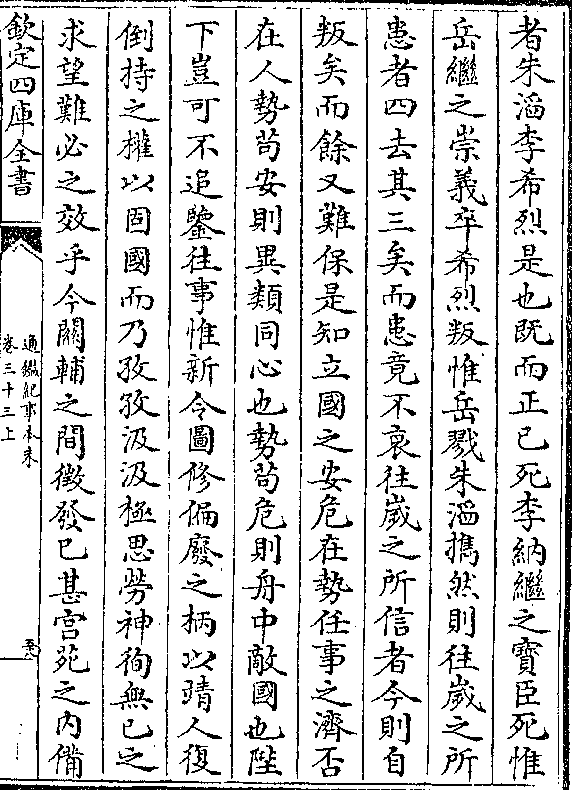 者朱滔李希烈是也既而正己死李納繼之寶臣死惟
岳繼之崇義卒希烈叛惟岳戮朱滔攜然則往歲之所
患者四去其三矣而患竟不衰往歲之所信者今則自
叛矣而餘又難保是知立國之安危在勢任事之濟否
在人勢苟安則異類同心也勢苟危則舟中敵國也陛
下豈可不追鑒往事惟新令圖修偏廢之柄以靖人復
倒持之權以固國而乃孜孜汲汲極思勞神徇無已之
求望難必之效乎今關輔之間徵發已甚宮苑之內備
欽定四庫全書
通鑑紀事本末
卷三十三上